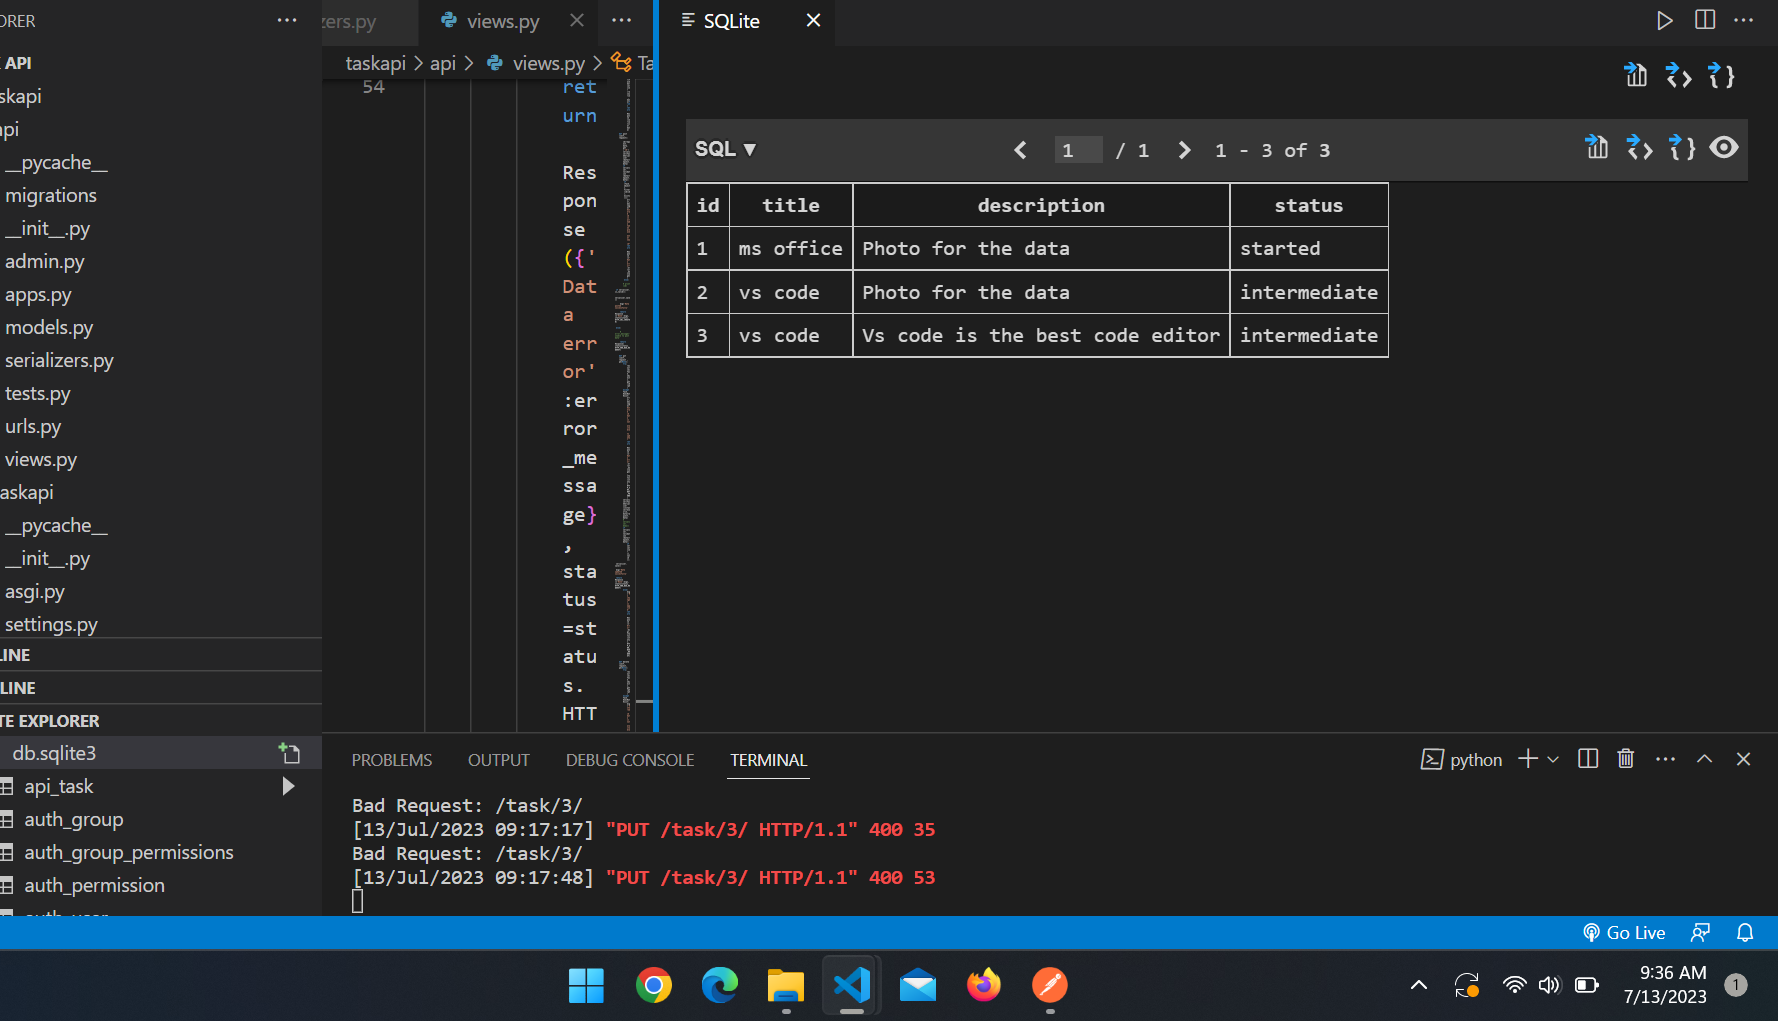 ORER
API
skapi
api
__pycache__
migrations
__init__.py
admin.py
apps.py
models.py
serializers.py
tests.py
urls.py
views.py
askapi
__pycache__
__init__.py
asgi.py
settings.py
LINE
LINE
TE EXPLORER
db.sqlite3
api_task
auth_group
auth_group_permissions
auth_permission
zers.py
views.py
taskapi > api > views.py > Ta
54
ret
urn
Res
pon
se
({'
Dat
a
err
or'
:er
ror
_me
ssa
ge}
,
sta
tus
=st
atu
s.
HTT
SQLite
SQL ▼
1 / 1
1 - 3 of 3
id title description status
1 ms office Photo for the data started
2 vs code Photo for the data intermediate
3 vs code Vs code is the best code editor intermediate
PROBLEMS OUTPUT DEBUG CONSOLE TERMINAL
python
Bad Request: /task/3/
[13/Jul/2023 09:17:17] "PUT /task/3/ HTTP/1.1" 400 35
Bad Request: /task/3/
[13/Jul/2023 09:17:48] "PUT /task/3/ HTTP/1.1" 400 53
Go Live
9:36 AM
7/13/2023
1